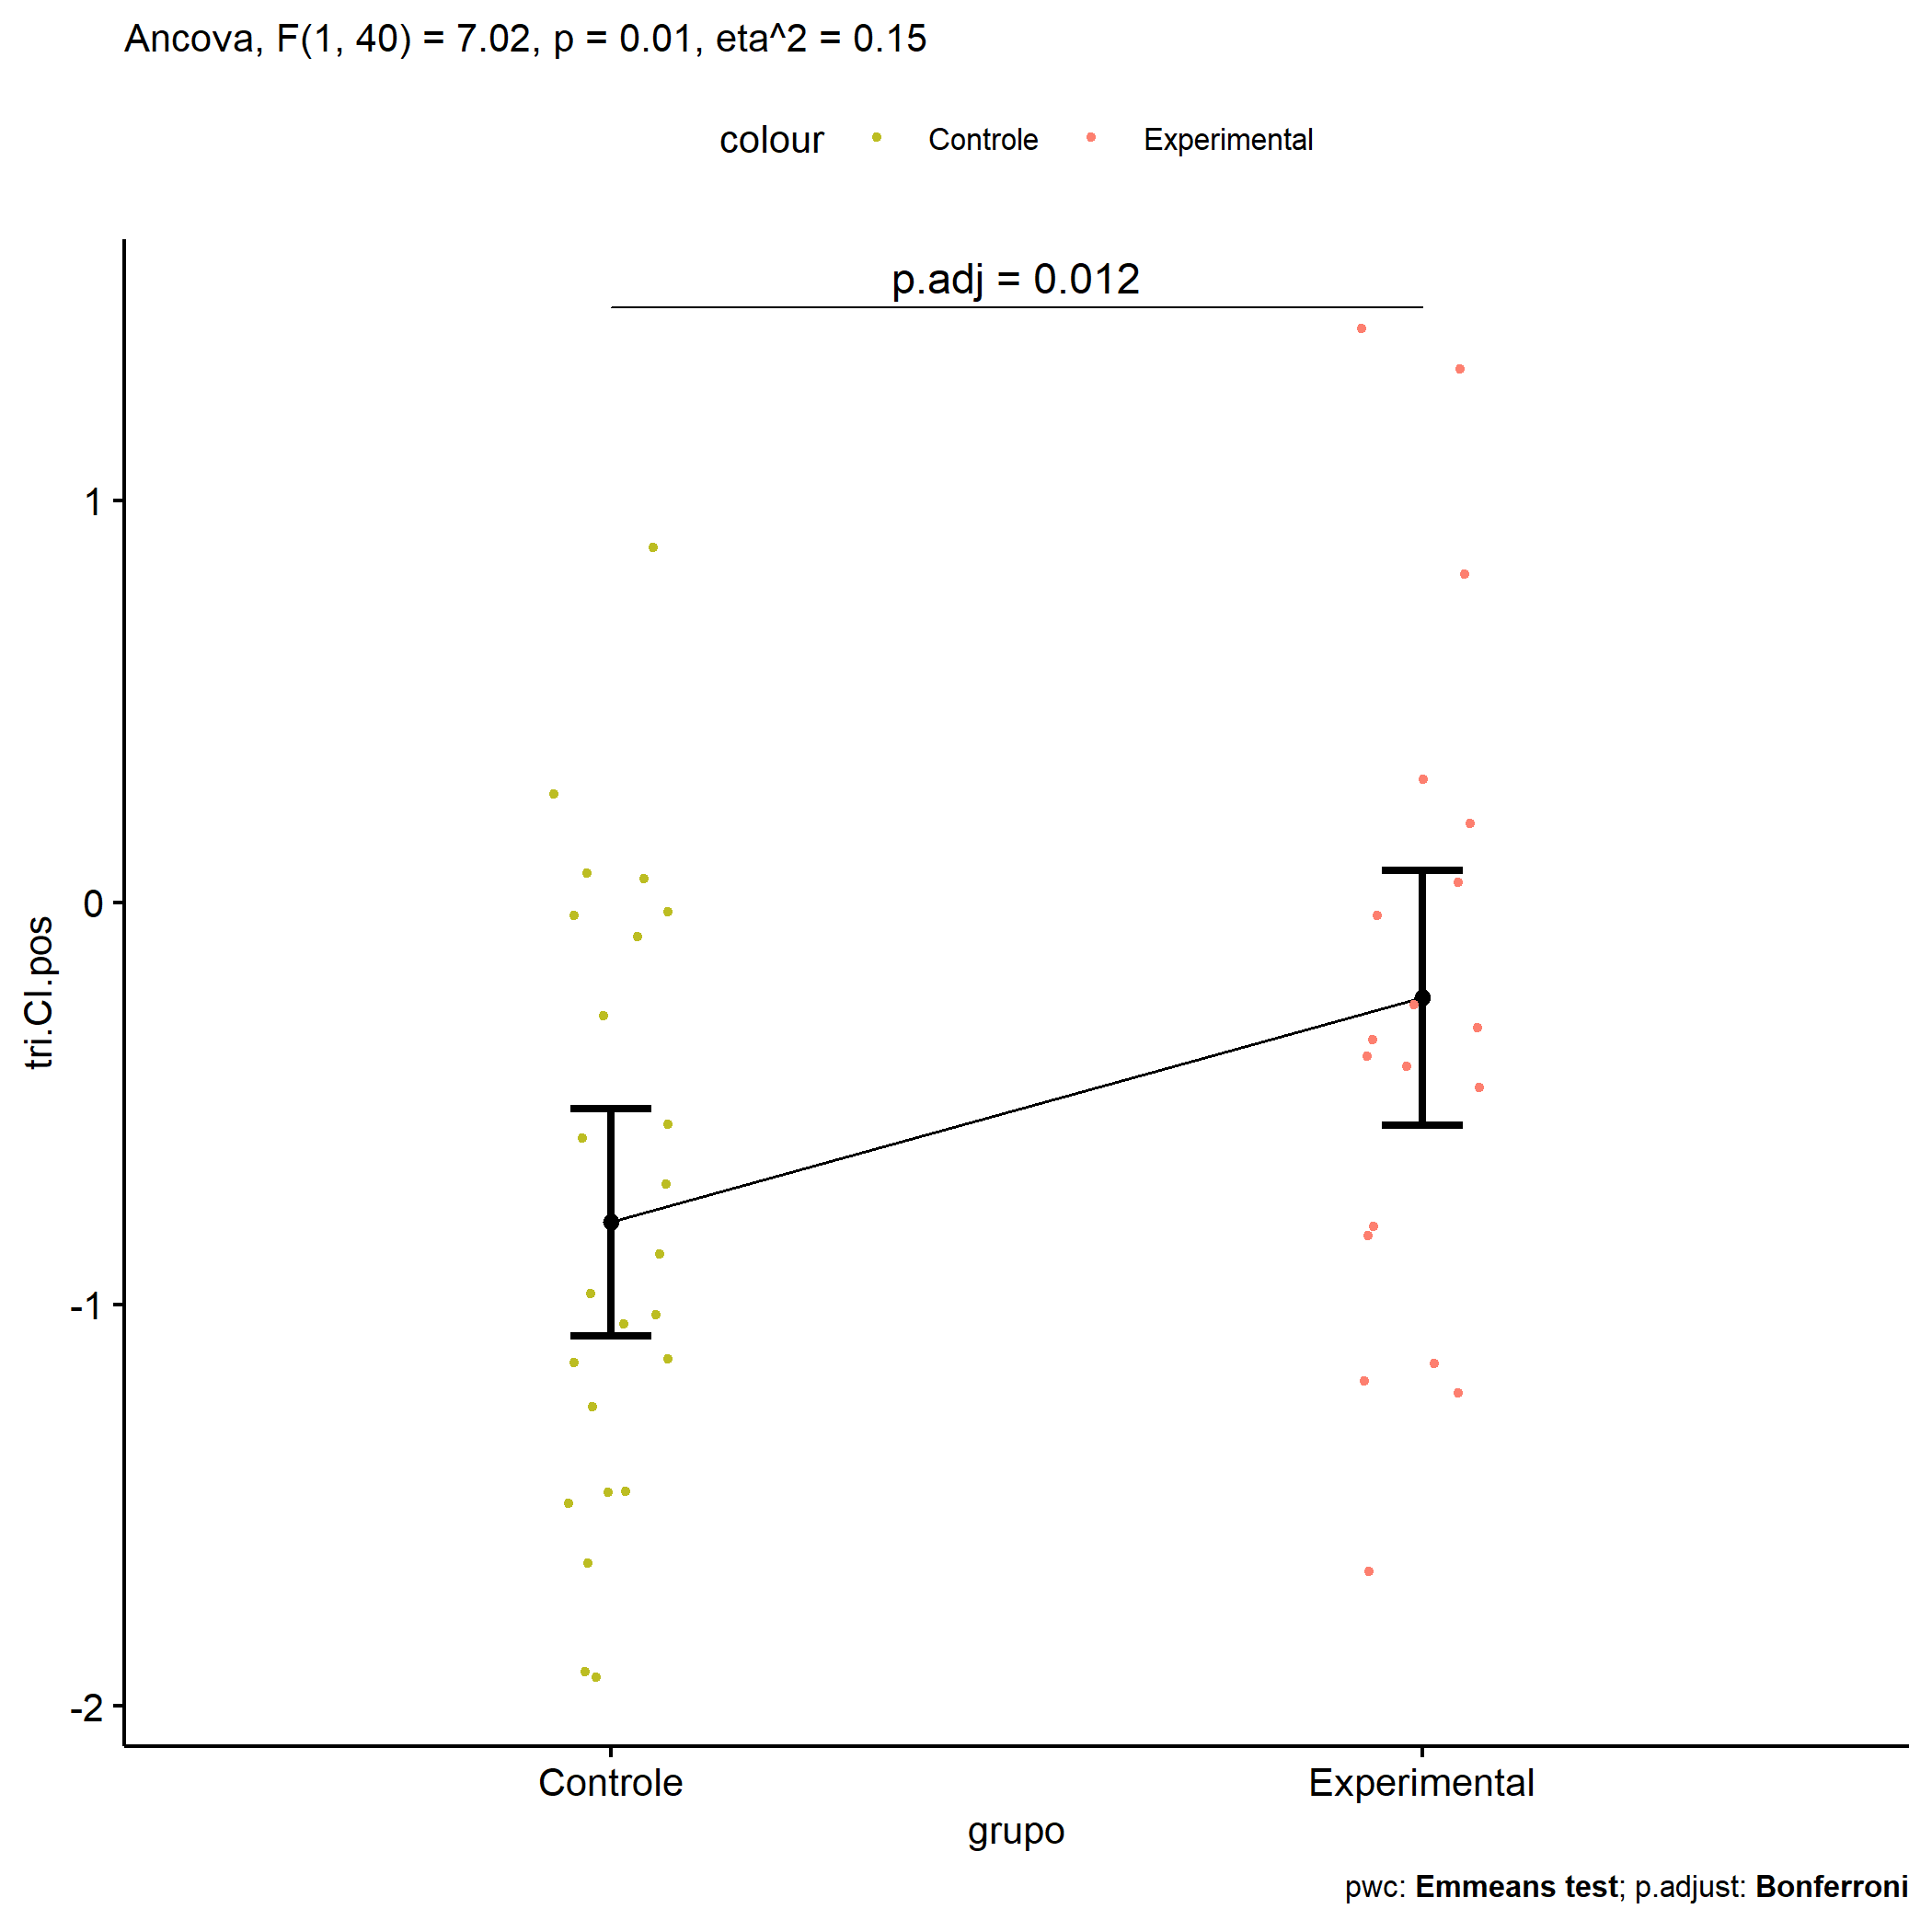 Ancova, F(1, 40) = 7.02, p = 0.01, eta^2 = 0.15
colour Controle Experimental
p.adj = 0.012
1
0
-1
-2
tri.CI.pos
Controle Experimental
grupo
pwc: Emmeans test; p.adjust: Bonferroni